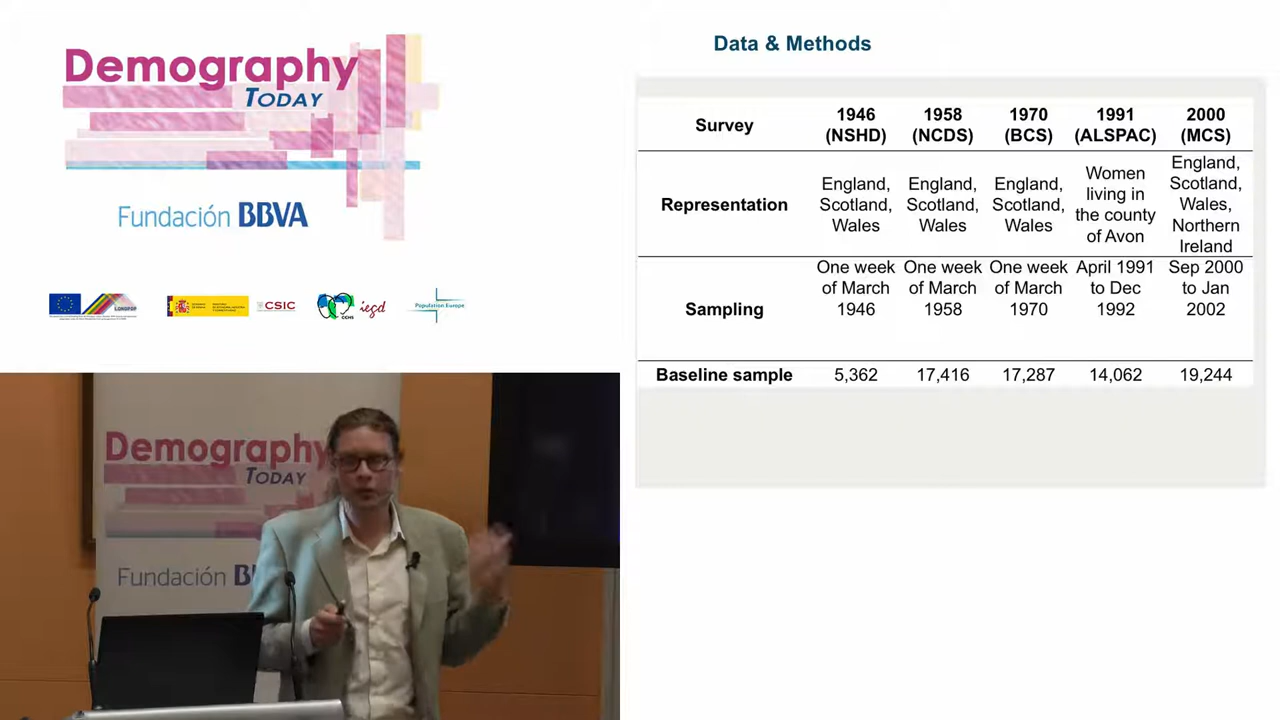 Demography
TODAY
Fundación BBVA
CSIC
CCHS
iegd
Population Europe
Data & Methods
Survey
1946
(NSHD)
1958
(NCDS)
1970
(BCS)
1991
(ALSPAC)
2000
(MCS)
Representation
England,
Scotland,
Wales
England,
Scotland,
Wales
England,
Scotland,
Wales
Women
living in
the county
of Avon
England,
Scotland,
Wales,
Northern
Ireland
Sampling
One week
of March
1946
One week
of March
1958
One week
of March
1970
April 1991
to Dec
1992
Sep 2000
to Jan
2002
Baseline sample
5,362
17,416
17,287
14,062
19,244
Demography
TODAY
Fundación